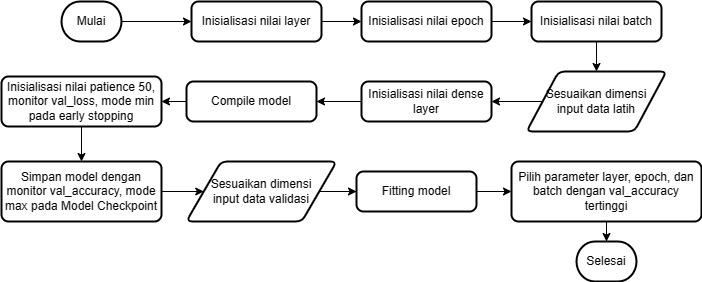 Mulai
Inisialisasi nilai layer
Inisialisasi nilai epoch
Inisialisasi nilai batch
Sesuaikan dimensi
input data latih
Inisialisasi nilai dense
layer
Compile model
Inisialisasi nilai patience 50,
monitor val_loss, mode min
pada early stopping
Simpan model dengan
monitor val_accuracy, mode
max pada Model Checkpoint
Sesuaikan dimensi
input data validasi
Fitting model
Pilih parameter layer, epoch, dan
batch dengan val_accuracy
tertinggi
Selesai